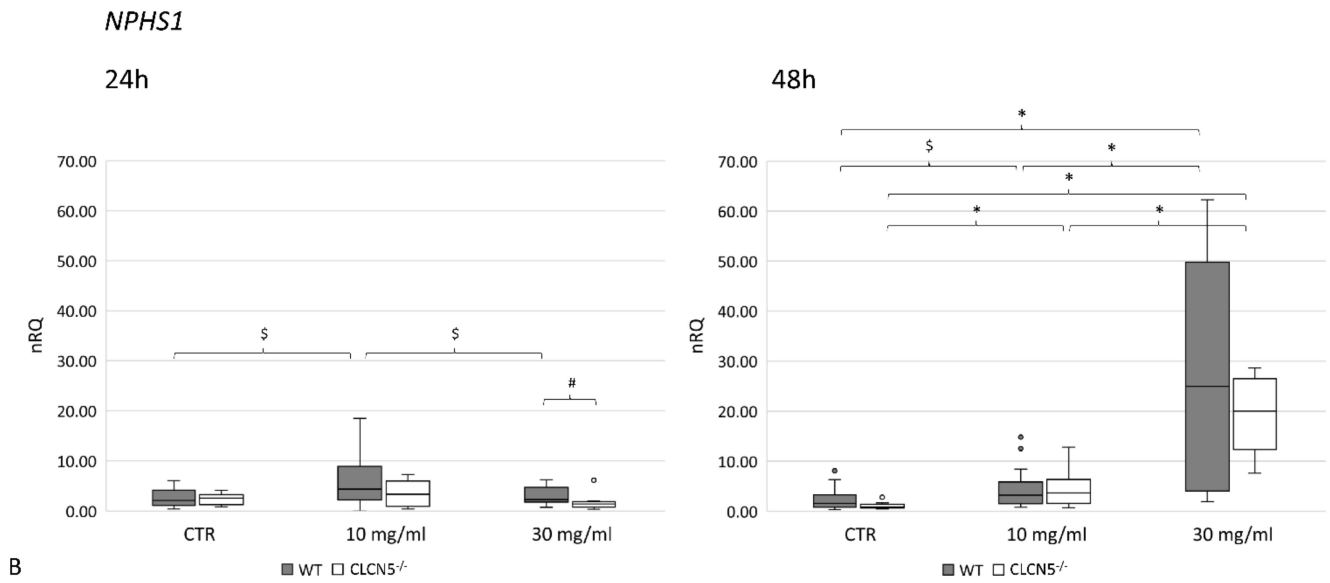 NPHS1
24h
48h
*
$ *
*
* *
70.00
60.00
50.00
40.00
30.00
20.00
10.00
0.00
nRQ
$ $
#
CTR 10 mg/ml 30 mg/ml
WT CLCN5-/-
70.00
60.00
50.00
40.00
30.00
20.00
10.00
0.00
nRQ
CTR 10 mg/ml 30 mg/ml
WT CLCN5-/-
B